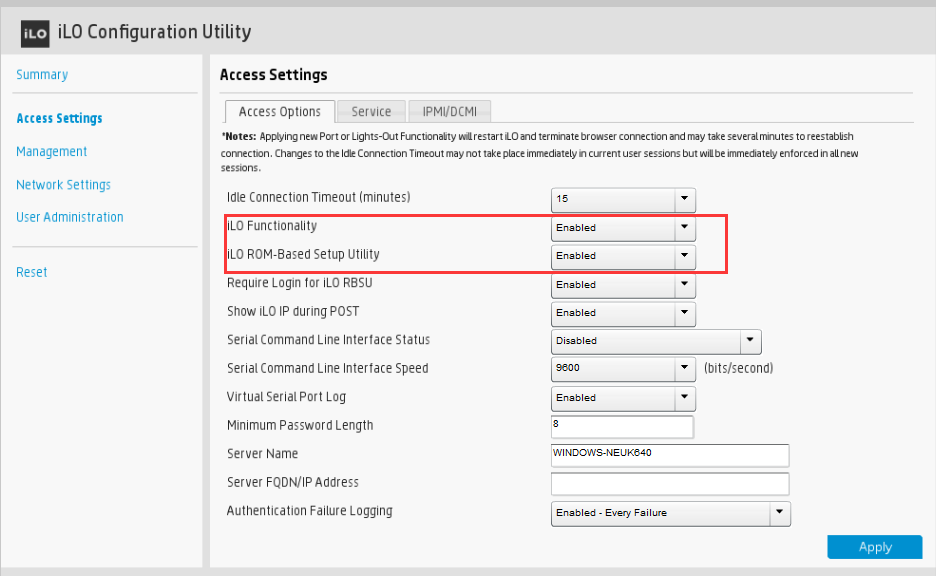 iLO iLO Configuration Utility
Summary
Access Settings
Management
Network Settings
User Administration
Reset
Access Settings
Access Options Service IPMI/DCMI
*Notes: Applying new Port or Lights-Out Functionality will restart iLO and terminate browser connection and may take several minutes to reestablish
connection. Changes to the Idle Connection Timeout may not take place immediately in current user sessions but will be immediately enforced in all new
sessions.
Idle Connection Timeout (minutes) 15
iLO Functionality Enabled
iLO ROM-Based Setup Utility Enabled
Require Login for iLO RBSU Enabled
Show iLO IP during POST Enabled
Serial Command Line Interface Status Disabled
Serial Command Line Interface Speed 9600 (bits/second)
Virtual Serial Port Log Enabled
Minimum Password Length 8
Server Name WINDOWS-NEUK640
Server FQDN/IP Address
Authentication Failure Logging Enabled - Every Failure
Apply